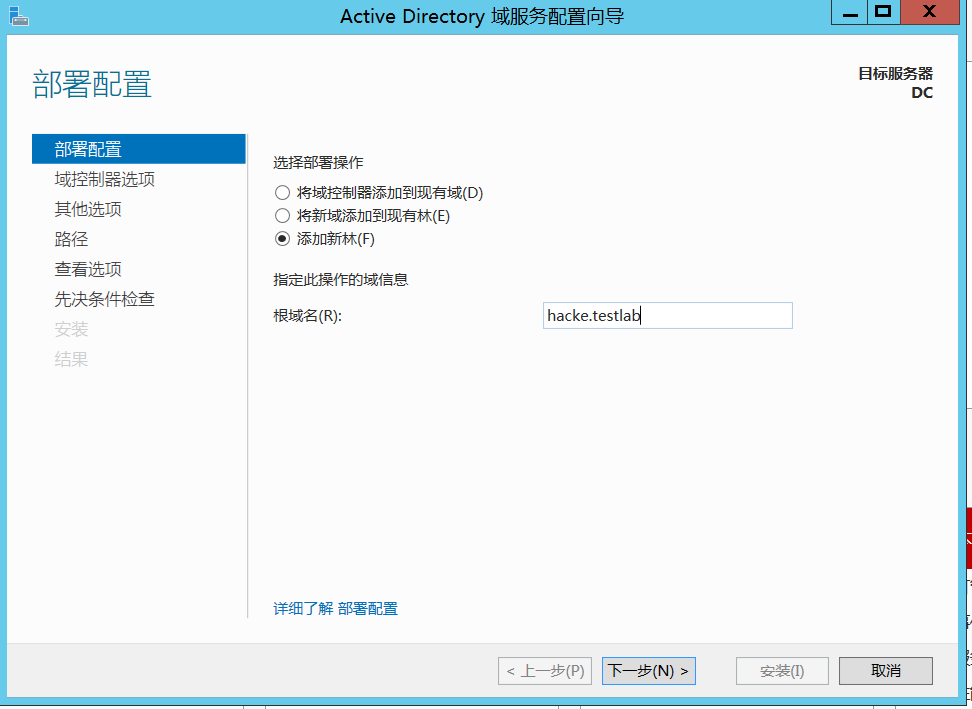 Active Directory 域服务配置向导
部署配置
目标服务器
DC
部署配置
域控制器选项
其他选项
路径
查看选项
先决条件检查
安装
结果
选择部署操作
将域控制器添加到现有域(D)
将新域添加到现有林(E)
添加新林(F)
指定此操作的域信息
根域名(R):
hacke.testlab
详细了解 部署配置
< 上一步(P)
下一步(N) >
安装(I)
取消